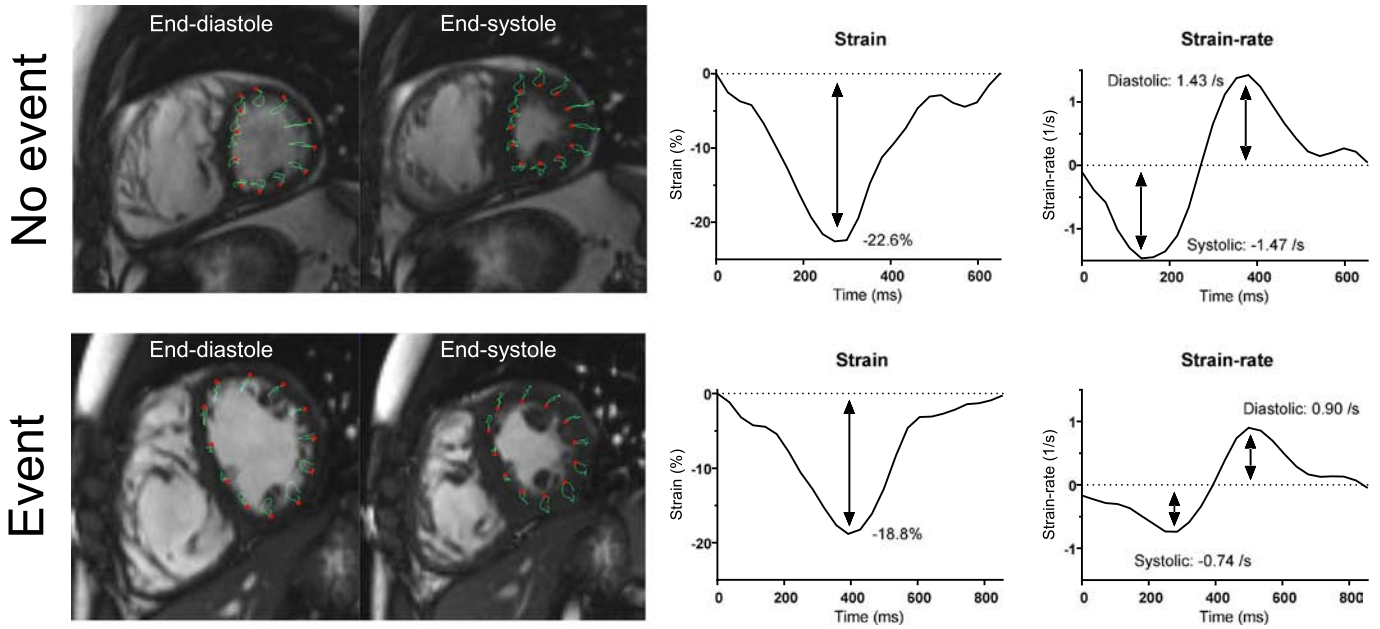 No event
End-diastole
End-systole
Strain
0
-10
-20
Strain (%)
-22.6%
0
200
400
600
Time (ms)
Strain-rate
1
0
-1
Strain-rate (1/s)
Diastolic: 1.43 /s
Systolic: -1.47 /s
0
200
400
600
Time (ms)
Event
End-diastole
End-systole
Strain
0
-10
-20
Strain (%)
-18.8%
0
200
400
600
800
Time (ms)
Strain-rate
1
0
-1
Strain-rate (1/s)
Diastolic: 0.90 /s
Systolic: -0.74 /s
0
200
400
600
800
Time (ms)